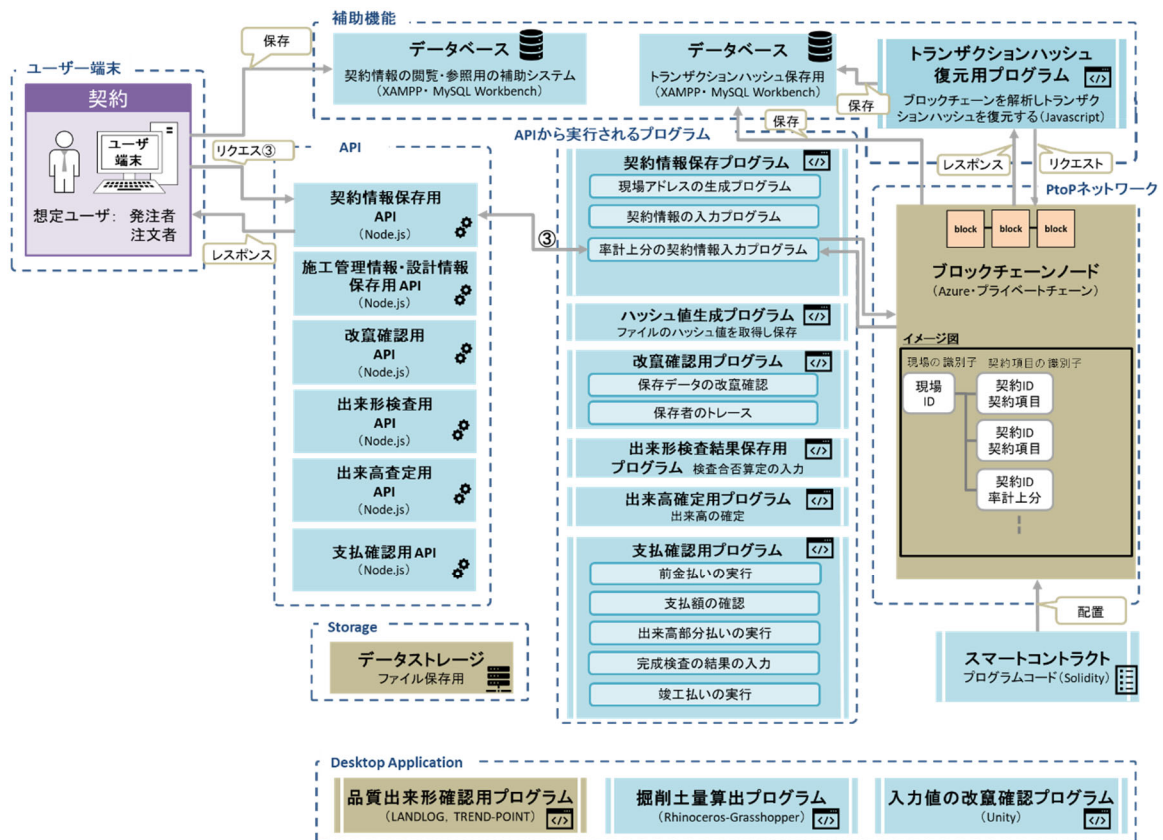 補助機能
保存
データベース
契約情報の閲覧・参照用の補助システム
(XAMPP・ MySQL Workbench)
データベース
トランザクションハッシュ保存用
(XAMPP・ MySQL Workbench)
保存
トランザクションハッシュ
復元用プログラム
ブロックチェーンを解析しトランザク
ションハッシュを復元する(Javascript)
保存
レスポンス
リクエスト
ユーザー端末
契約
ユーザ
端末
想定ユーザ: 発注者
注文者
リクエス③
レスポンス
API
契約情報保存用
API
(Node.js)
施工管理情報・設計情報
保存用API
(Node.js)
改竄確認用
API
(Node.js)
出来形検査用
API
(Node.js)
出来高査定用
API
(Node.js)
支払確認用API
(Node.js)
③
APIから実行されるプログラム
契約情報保存プログラム
現場アドレスの生成プログラム
契約情報の入力プログラム
率計上分の契約情報入力プログラム
ハッシュ値生成プログラム
ファイルのハッシュ値を取得し保存
改竄確認用プログラム
保存データの改竄確認
保存者のトレース
出来形検査結果保存用
プログラム 検査合否算定の入力
出来高確定用プログラム
出来高の確定
支払確認用プログラム
前金払いの実行
支払額の確認
出来高部分払いの実行
完成検査の結果の入力
竣工払いの実行
PtoPネットワーク
block
block
block
ブロックチェーンノード
(Azure・プライベートチェーン)
イメージ図
現場の識別子 契約項目の識別子
現場
ID
契約ID
契約項目
契約ID
契約項目
契約ID
率計上分
配置
スマートコントラクト
プログラムコード(Solidity)
Storage
データストレージ
ファイル保存用
Desktop Application
品質出来形確認用プログラム
(LANDLOG, TREND-POINT)
掘削土量算出プログラム
(Rhinoceros-Grasshopper)
入力値の改竄確認プログラム
(Unity)